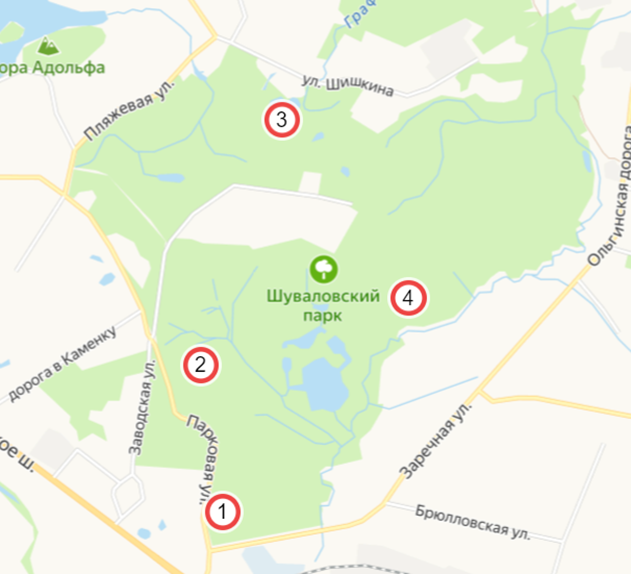 Граф
ора Адольфа
ул. Шишкина
Пляжевая ул.
3
Ольгинская дорога
Шуваловский
парк
4
дорога в Каменку
2
Заводская ул.
Парковая ул.
Заречная ул.
ое ш.
1
Брюлловская ул.